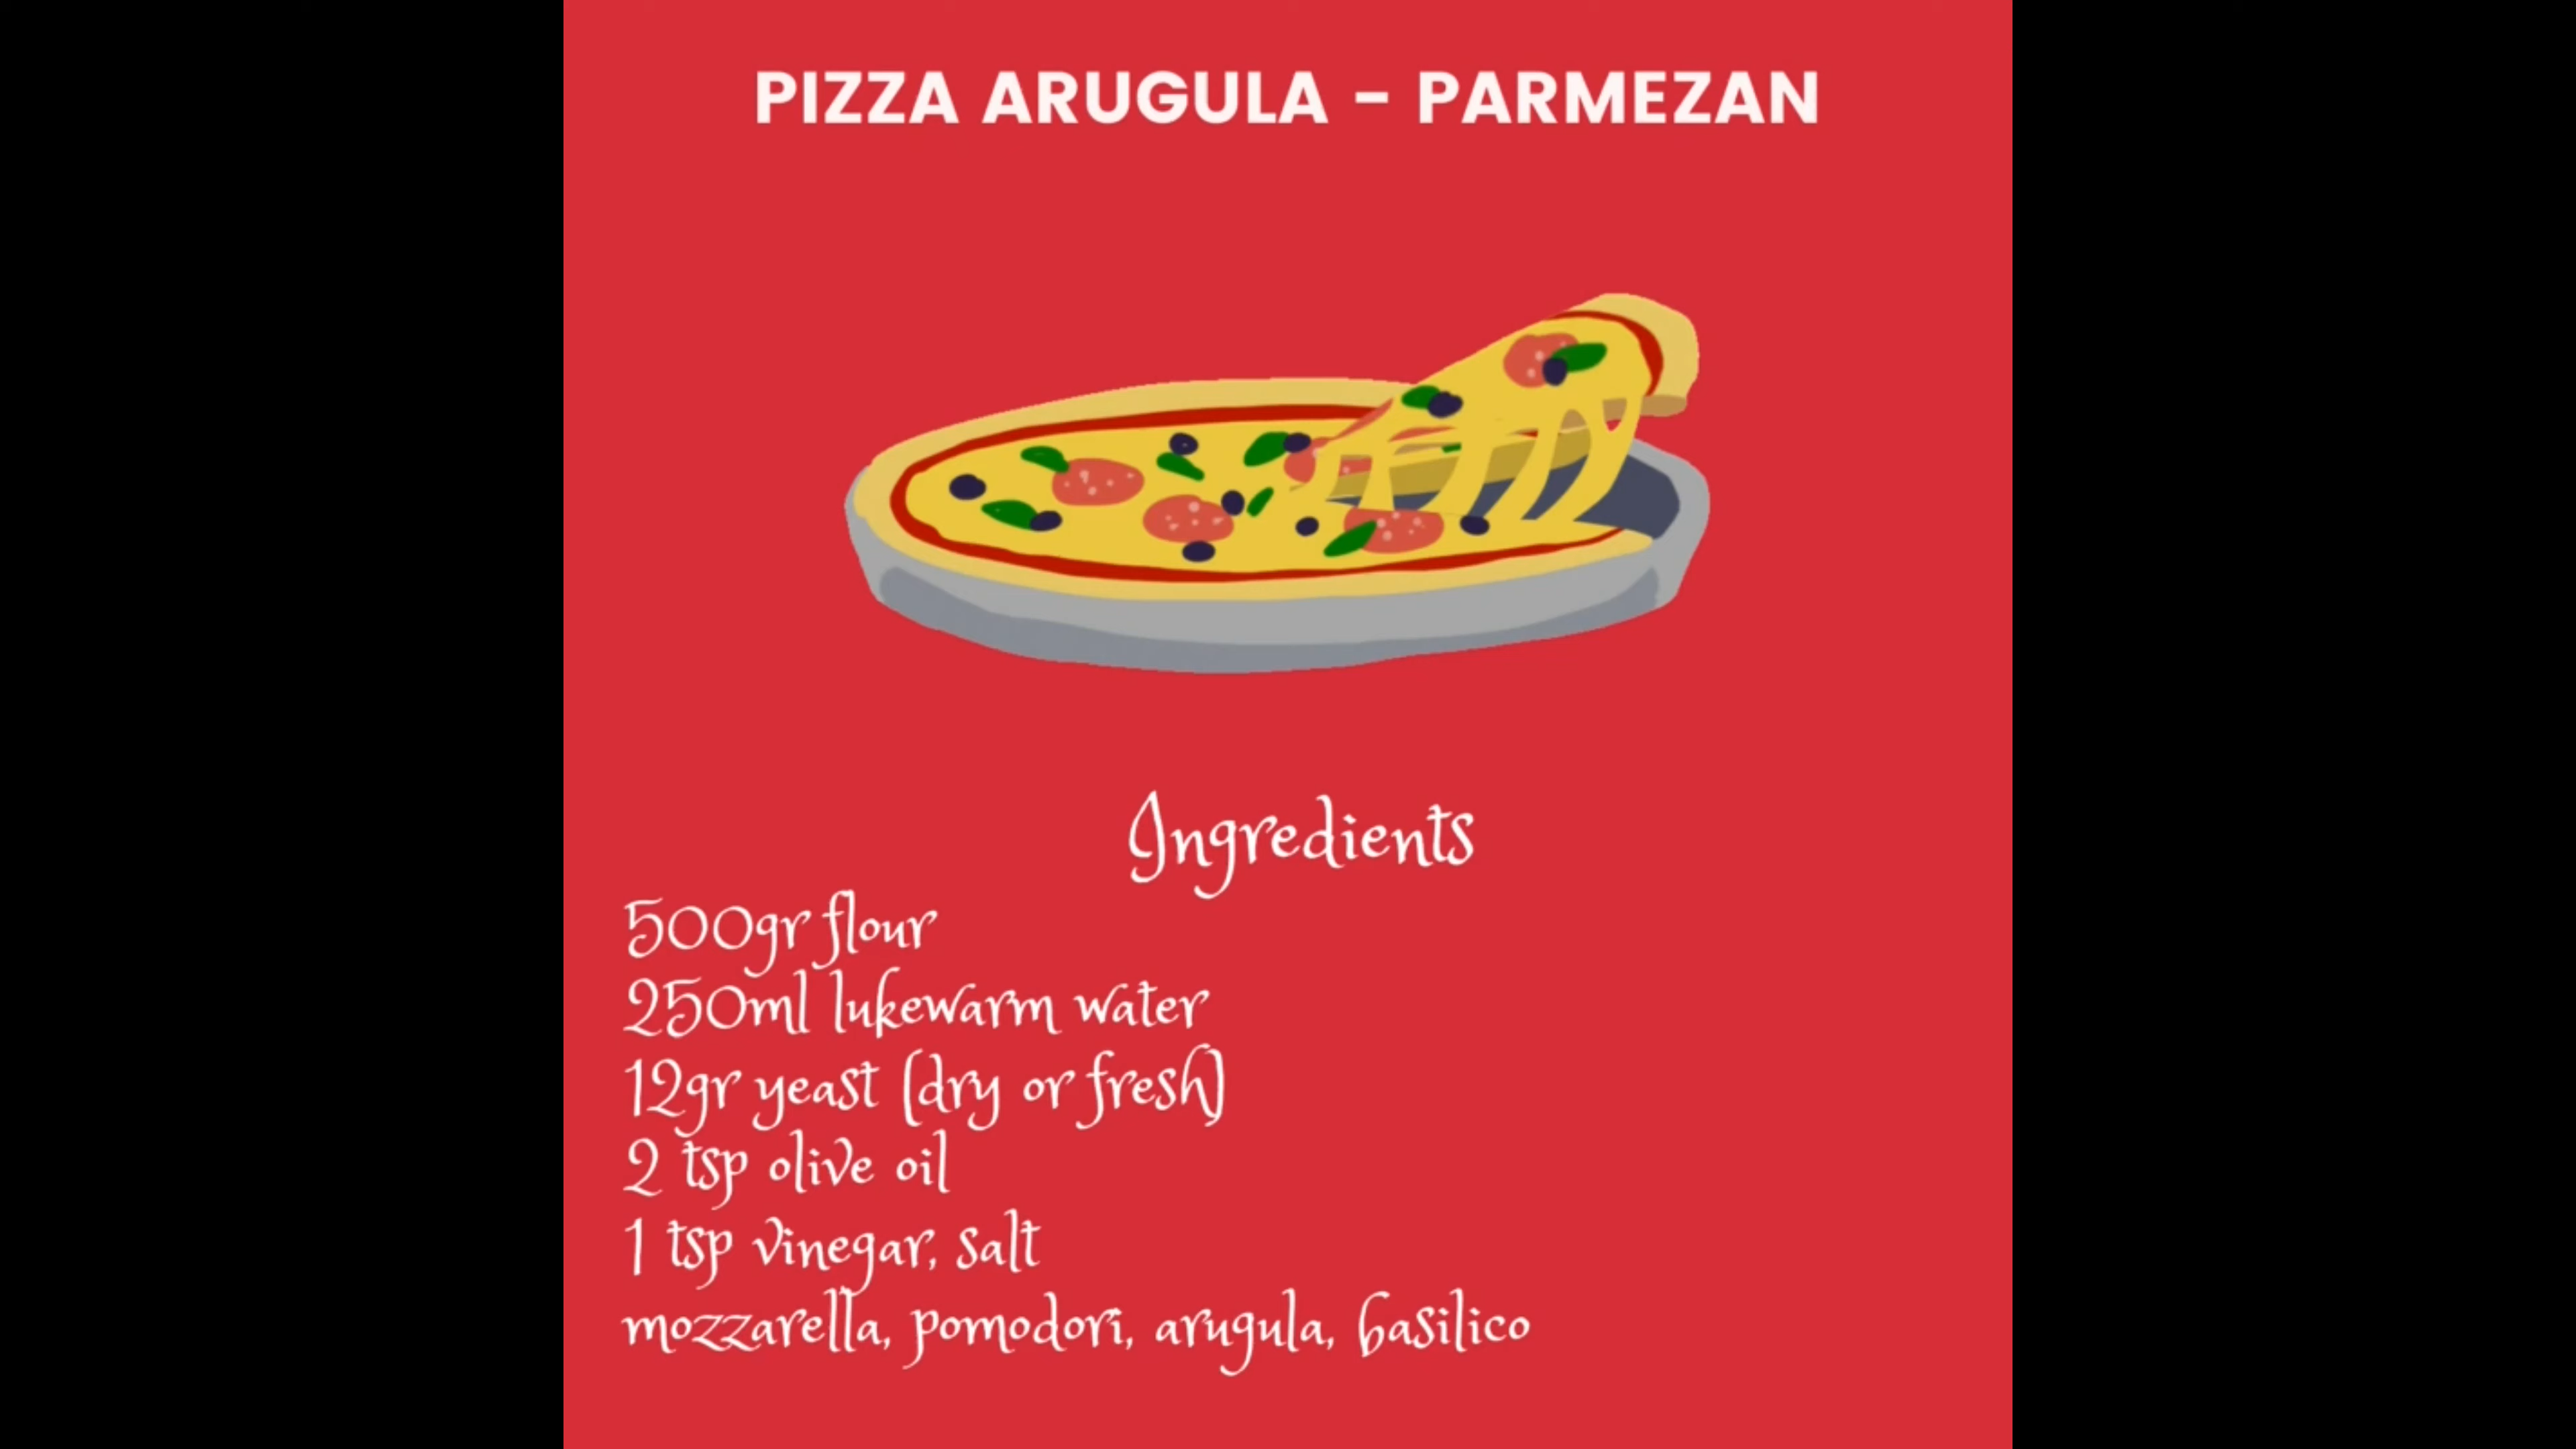 PIZZA ARUGULA - PARMEZAN
Ingredients
500gr flour
250ml lukewarm water
12gr yeast (dry or fresh)
2 tsp olive oil
1 tsp vinegar, salt
mozzarella, pomodori, arugula, basilico